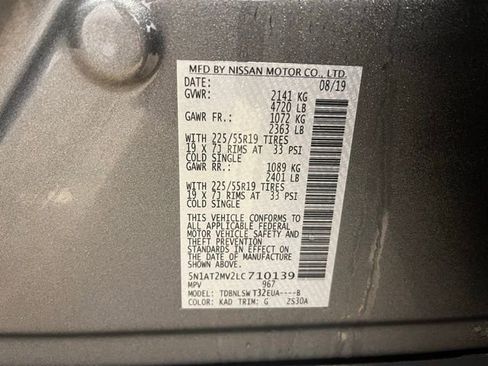 MFD BY NISSAN MOTOR CO., LTD.
DATE: 08/19
GVWR: 2141 KG
4720 LB
GAWR FR.: 1072 KG
2363 LB
WITH 225/55R19 TIRES
19 X 7J RIMS AT 33 PSI
COLD SINGLE
GAWR RR.: 1089 KG
2401 LB
WITH 225/55R19 TIRES
19 X 7J RIMS AT 33 PSI
COLD SINGLE
THIS VEHICLE CONFORMS TO
ALL APPLICABLE FEDERAL
MOTOR VEHICLE SAFETY AND
THEFT PREVENTION
STANDARDS IN EFFECT ON
THE DATE OF MANUFACTURE
SHOWN ABOVE.
5N1AT2MV2LC710139
MPV 967
MODEL: TDBNLSW T32EUA----B
COLOR: KAD TRIM: G ZS30A